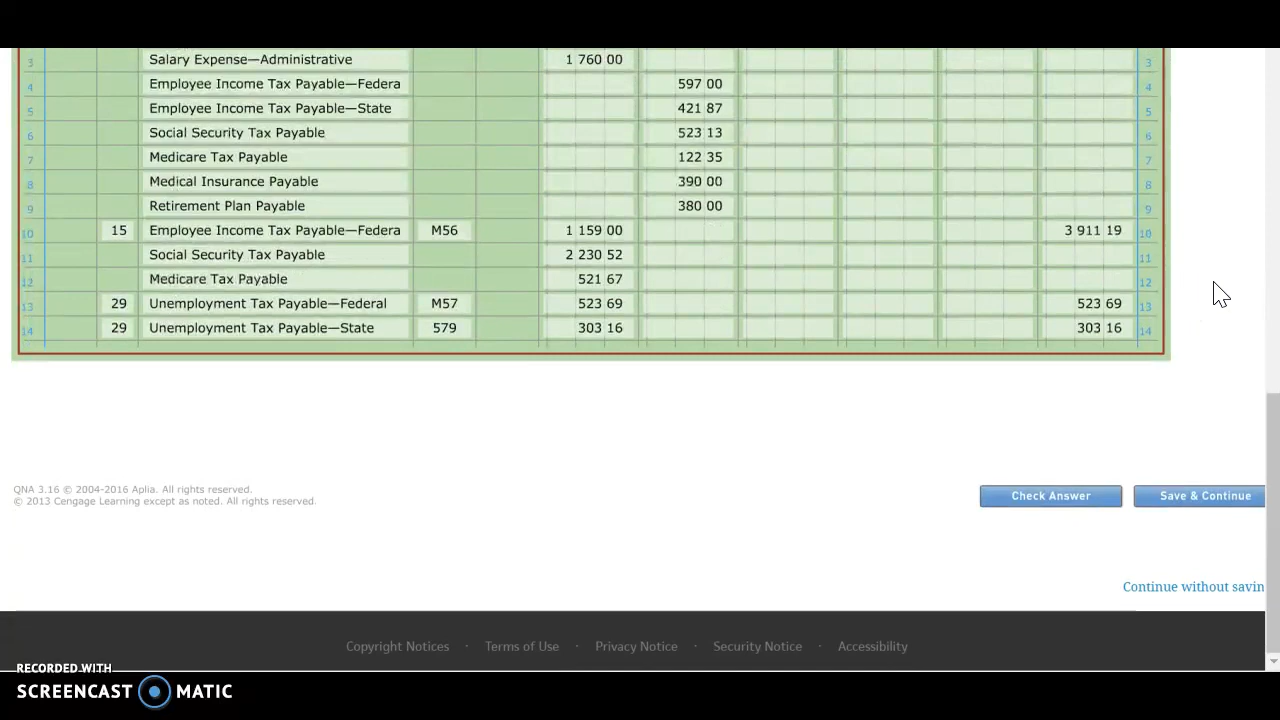 3 Salary Expense—Administrative 1 760 00 3
4 Employee Income Tax Payable—Federa 597 00 4
5 Employee Income Tax Payable—State 421 87 5
6 Social Security Tax Payable 523 13 6
7 Medicare Tax Payable 122 35 7
8 Medical Insurance Payable 390 00 8
9 Retirement Plan Payable 380 00 9
10 15 Employee Income Tax Payable—Federa M56 1 159 00 3 911 19 10
11 Social Security Tax Payable 2 230 52 11
12 Medicare Tax Payable 521 67 12
13 29 Unemployment Tax Payable—Federal M57 523 69 523 69 13
14 29 Unemployment Tax Payable—State 579 303 16 303 16 14
QNA 3.16 © 2004-2016 Aplia. All rights reserved.
© 2013 Cengage Learning except as noted. All rights reserved.
Check Answer Save & Continue
Continue without savin
Copyright Notices · Terms of Use · Privacy Notice · Security Notice · Accessibility
RECORDED WITH
SCREENCAST MATIC